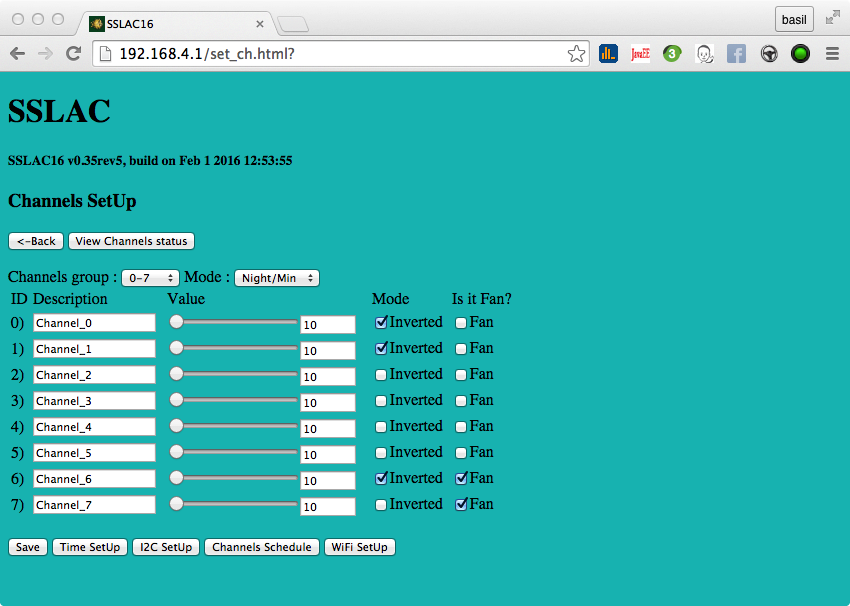 SSLAC16
basil
192.168.4.1/set_ch.html?
JavaEE
3
f
SSLAC
SSLAC16 v0.35rev5, build on Feb 1 2016 12:53:55
Channels SetUp
<-Back View Channels status
Channels group : 0-7 Mode : Night/Min
ID Description Value Mode Is it Fan?
0) Channel_0 10 Inverted Fan
1) Channel_1 10 Inverted Fan
2) Channel_2 10 Inverted Fan
3) Channel_3 10 Inverted Fan
4) Channel_4 10 Inverted Fan
5) Channel_5 10 Inverted Fan
6) Channel_6 10 Inverted Fan
7) Channel_7 10 Inverted Fan
Save Time SetUp I2C SetUp Channels Schedule WiFi SetUp